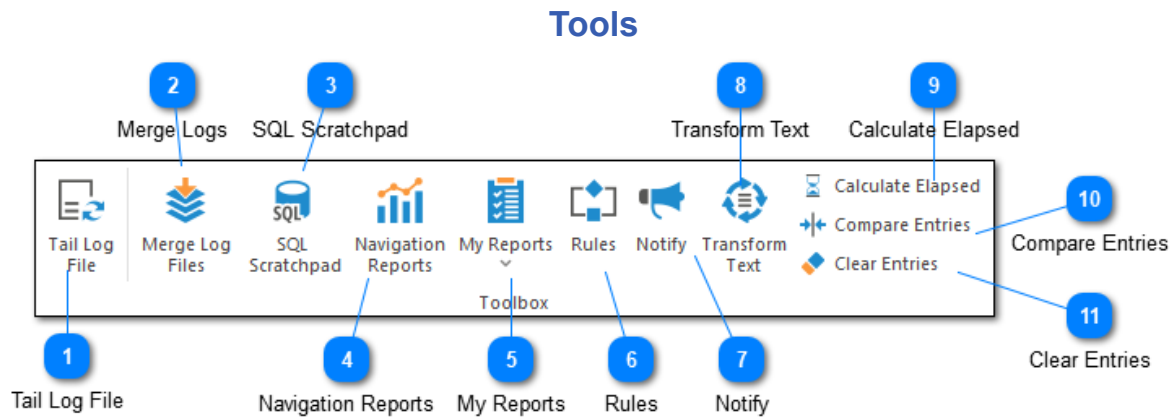 Tools
2
3
8
9
Merge Logs
SQL Scratchpad
Transform Text
Calculate Elapsed
SQL
Tail Log
File
Merge Log
Files
SQL
Scratchpad
Navigation
Reports
My Reports
Rules
Notify
Transform
Text
Calculate Elapsed
Compare Entries
Clear Entries
Toolbox
10
Compare Entries
11
Clear Entries
1
Tail Log File
4
Navigation Reports
5
My Reports
6
Rules
7
Notify